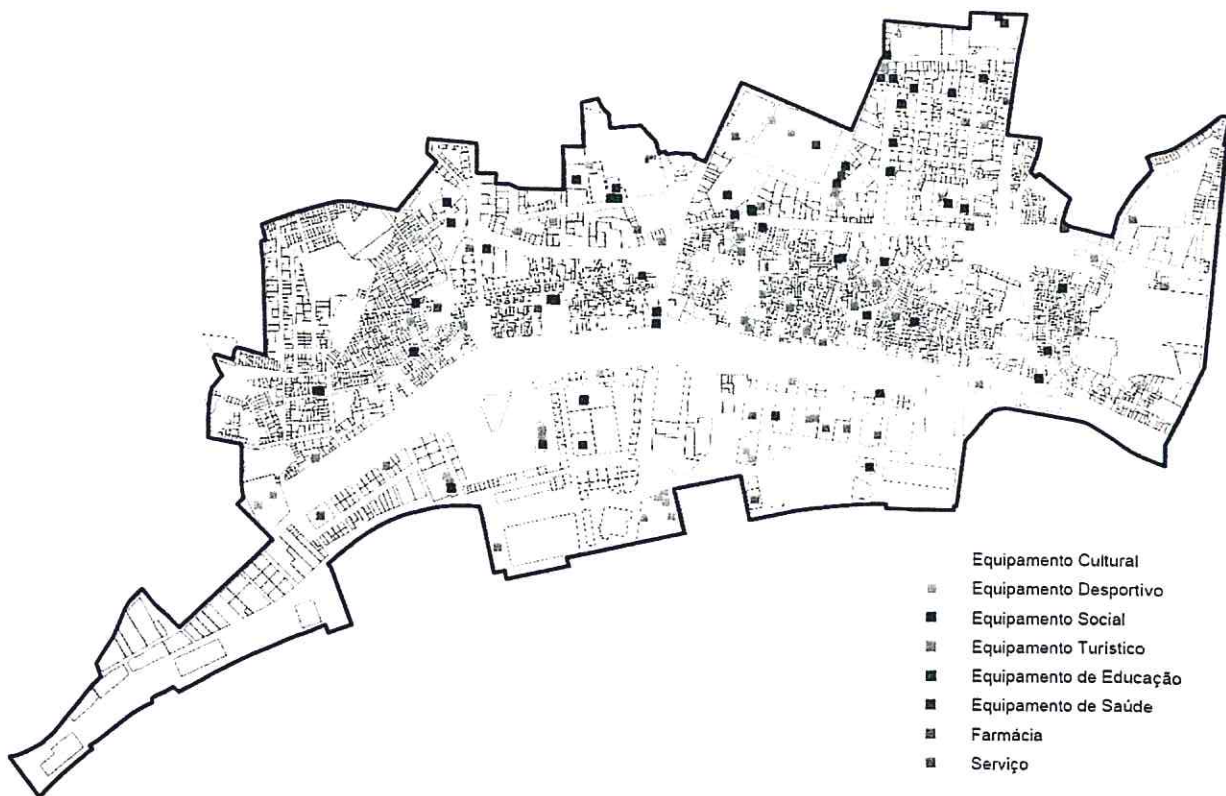 Equipamento Cultural
Equipamento Desportivo
Equipamento Social
Equipamento Turístico
Equipamento de Educação
Equipamento de Saúde
Farmácia
Serviço